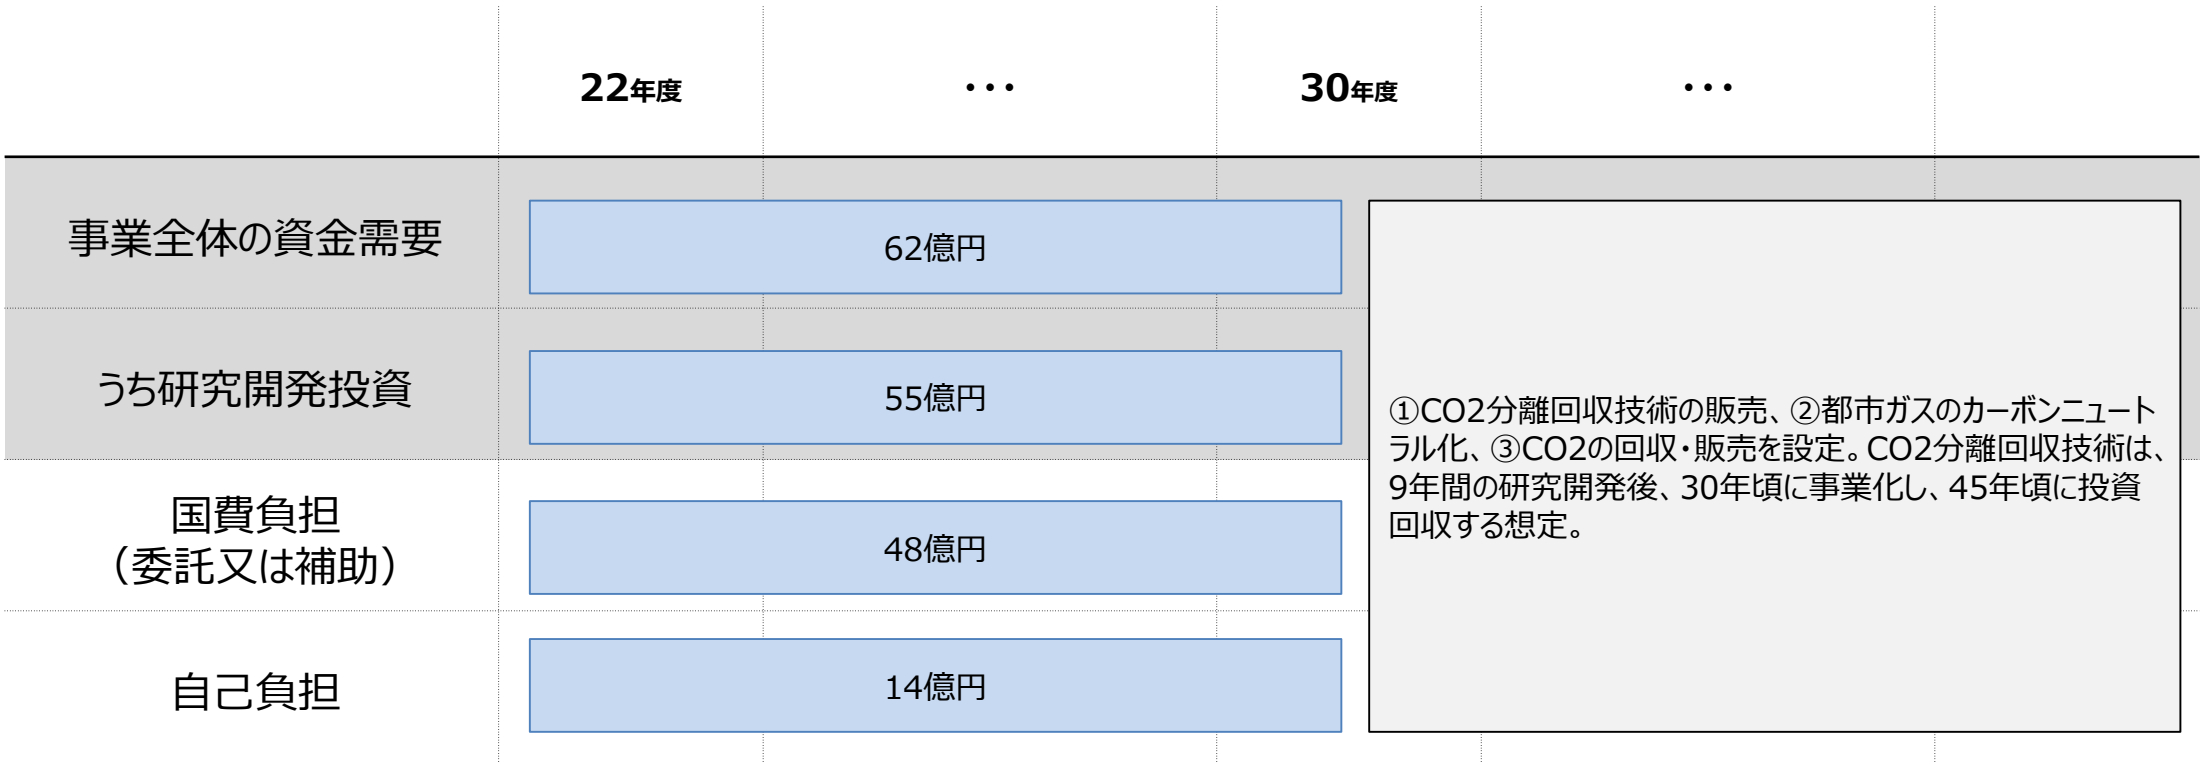 22年度 ・・・ 30年度 ・・・
事業全体の資金需要
62億円
うち研究開発投資
55億円
国費負担
（委託又は補助）
48億円
自己負担
14億円
①CO2分離回収技術の販売、②都市ガスのカーボンニュート
ラル化、③CO2の回収・販売を設定。CO2分離回収技術は、
9年間の研究開発後、30年頃に事業化し、45年頃に投資
回収する想定。